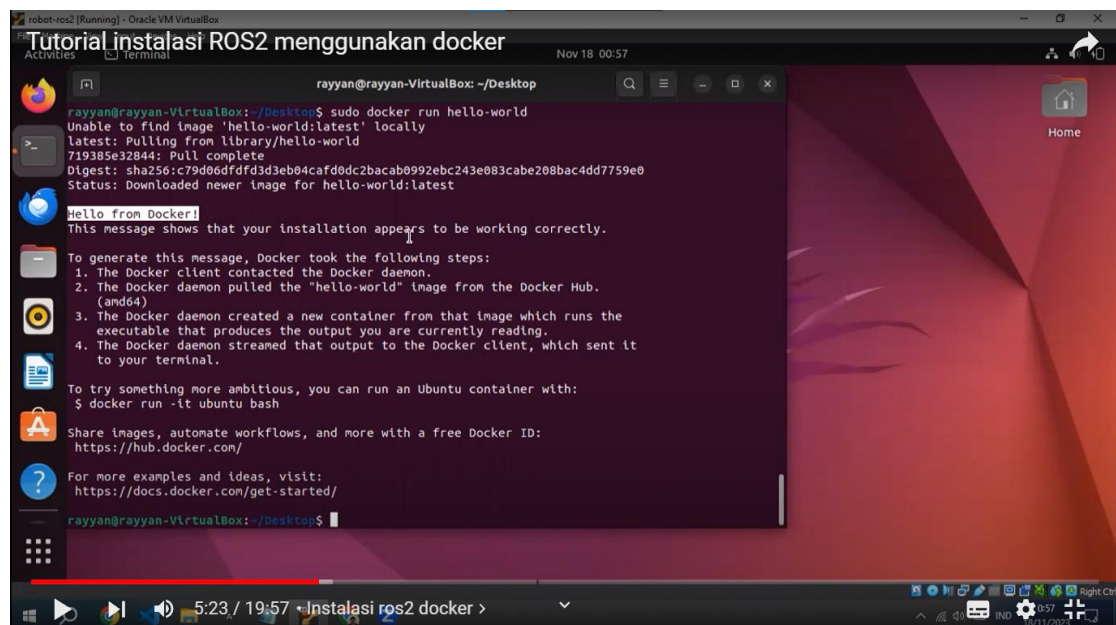 robot-ros2 [Running] - Oracle VM VirtualBox
Tutorial instalasi ROS2 menggunakan docker
Activities Terminal Nov 18 00:57
rayyan@rayyan-VirtualBox: ~/Desktop
Home
rayyan@rayyan-VirtualBox:~/Desktop$ sudo docker run hello-world
Unable to find image 'hello-world:latest' locally
latest: Pulling from library/hello-world
719385e32844: Pull complete
Digest: sha256:c79d06dfdfd3d3eb04cafd0dc2bacab0992ebc243e083cabe208bac4dd7759e0
Status: Downloaded newer image for hello-world:latest
Hello from Docker!
This message shows that your installation appears to be working correctly.
To generate this message, Docker took the following steps:
1. The Docker client contacted the Docker daemon.
2. The Docker daemon pulled the "hello-world" image from the Docker Hub.
(amd64)
3. The Docker daemon created a new container from that image which runs the
executable that produces the output you are currently reading.
4. The Docker daemon streamed that output to the Docker client, which sent it
to your terminal.
To try something more ambitious, you can run an Ubuntu container with:
$ docker run -it ubuntu bash
Share images, automate workflows, and more with a free Docker ID:
https://hub.docker.com/
For more examples and ideas, visit:
https://docs.docker.com/get-started/
rayyan@rayyan-VirtualBox:~/Desktop$
Right Ctrl
5:23 / 19:57 • Instalasi ros2 docker
IND 0:57
18/11/2023